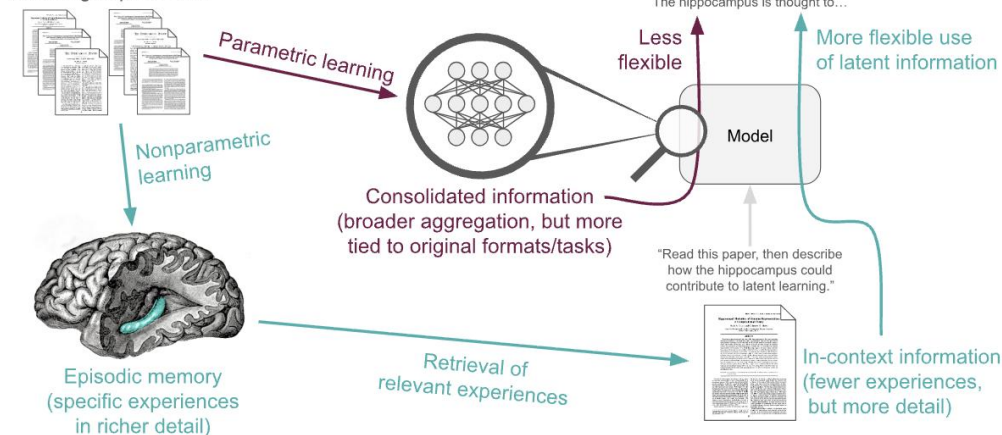 The hippocampus is thought to…
Parametric learning
Less
flexible
More flexible use
of latent information
Nonparametric
learning
Model
Consolidated information
(broader aggregation, but more
tied to original formats/tasks)
“Read this paper, then describe
how the hippocampus could
contribute to latent learning.”
Retrieval of
relevant experiences
Episodic memory
(specific experiences
in richer detail)
In-context information
(fewer experiences,
but more detail)